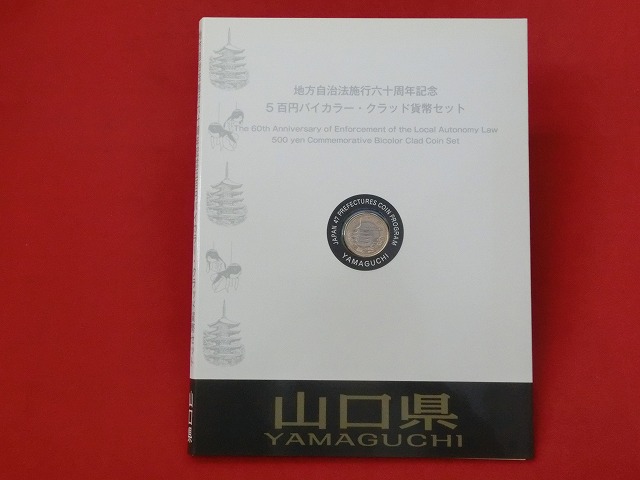 地方自治法施行六十周年記念
5百円バイカラー・クラッド貨幣セット
The 60th Anniversary of Enforcement of the Local Autonomy Law
500 yen Commemorative Bicolor Clad Coin Set
JAPAN 47 PREFECTURES COIN PROGRAM
YAMAGUCHI
山口県
YAMAGUCHI
山口県